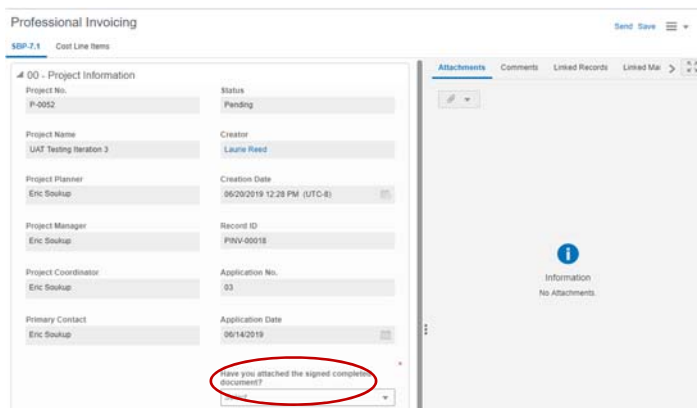 Professional Invoicing
Send Save
SBP-7.1 Cost Line Items
00 - Project Information
Project No. Status
P-0052 Pending
Project Name Creator
UAT Testing Iteration 3 Laurie Reed
Project Planner Creation Date
Eric Soukup 06/20/2019 12:28 PM (UTC-8)
Project Manager Record ID
Eric Soukup PINV-00018
Project Coordinator Application No.
Eric Soukup 03
Primary Contact Application Date
Eric Soukup 06/14/2019
*
Have you attached the signed completed
document?
Select
Attachments Comments Linked Records Linked Mai
Information
No Attachments.